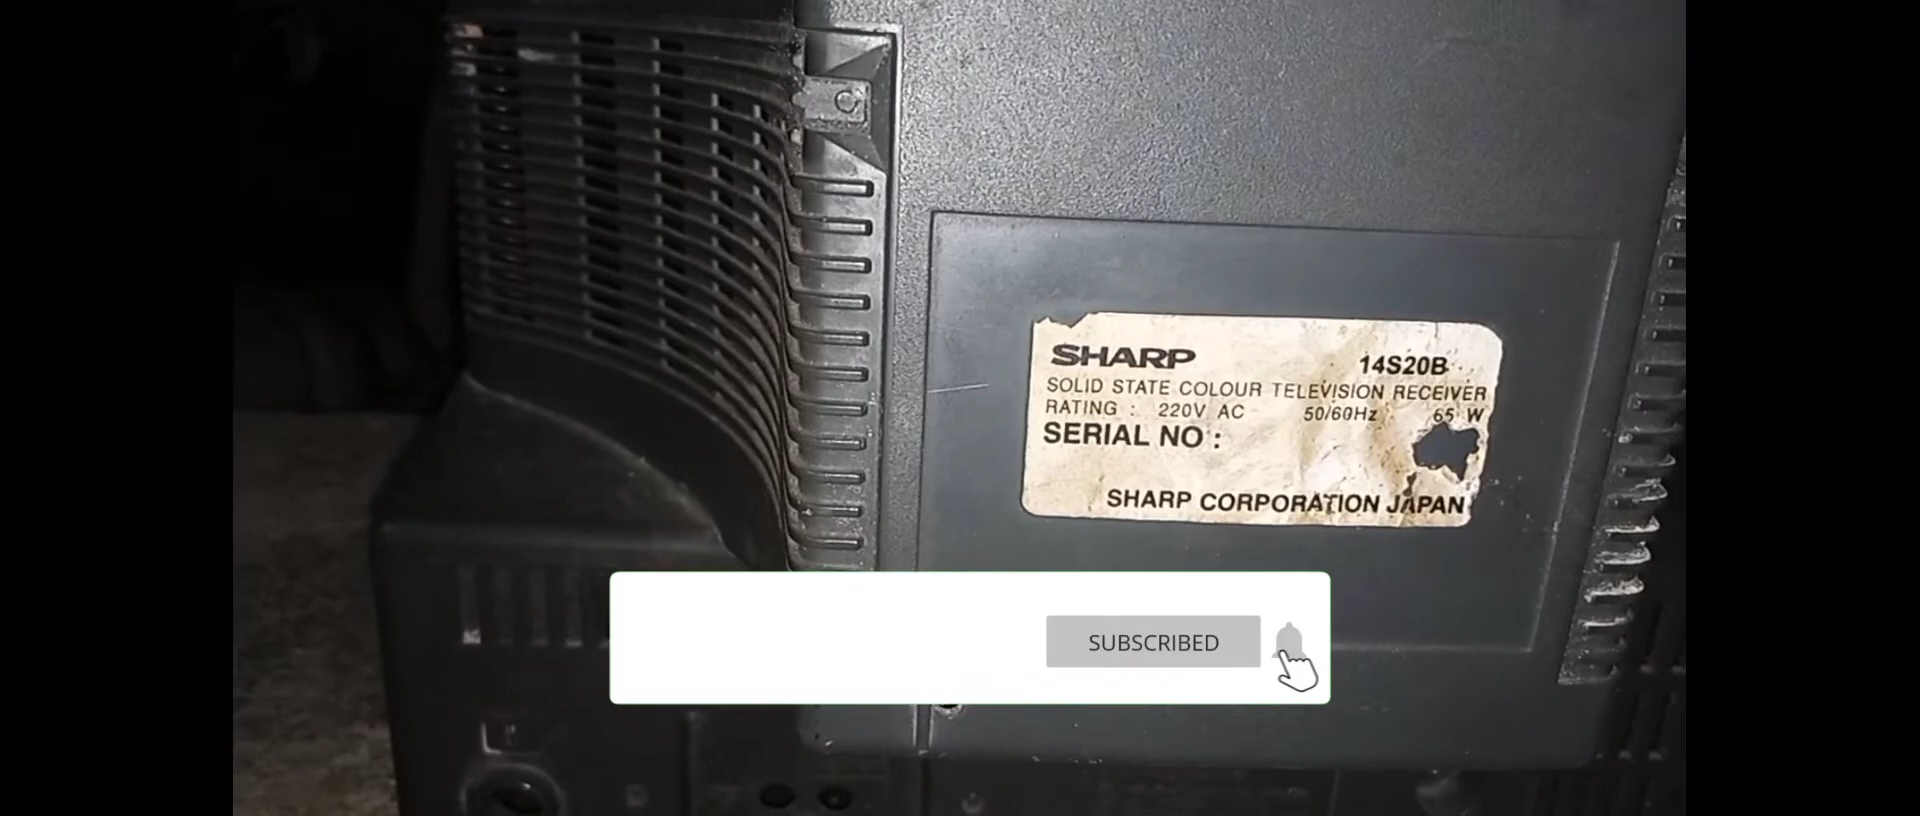 SHARP 14S20B
SOLID STATE COLOUR TELEVISION RECEIVER
RATING : 220V AC 50/60Hz 65 W
SERIAL NO :
SHARP CORPORATION JAPAN
SUBSCRIBED